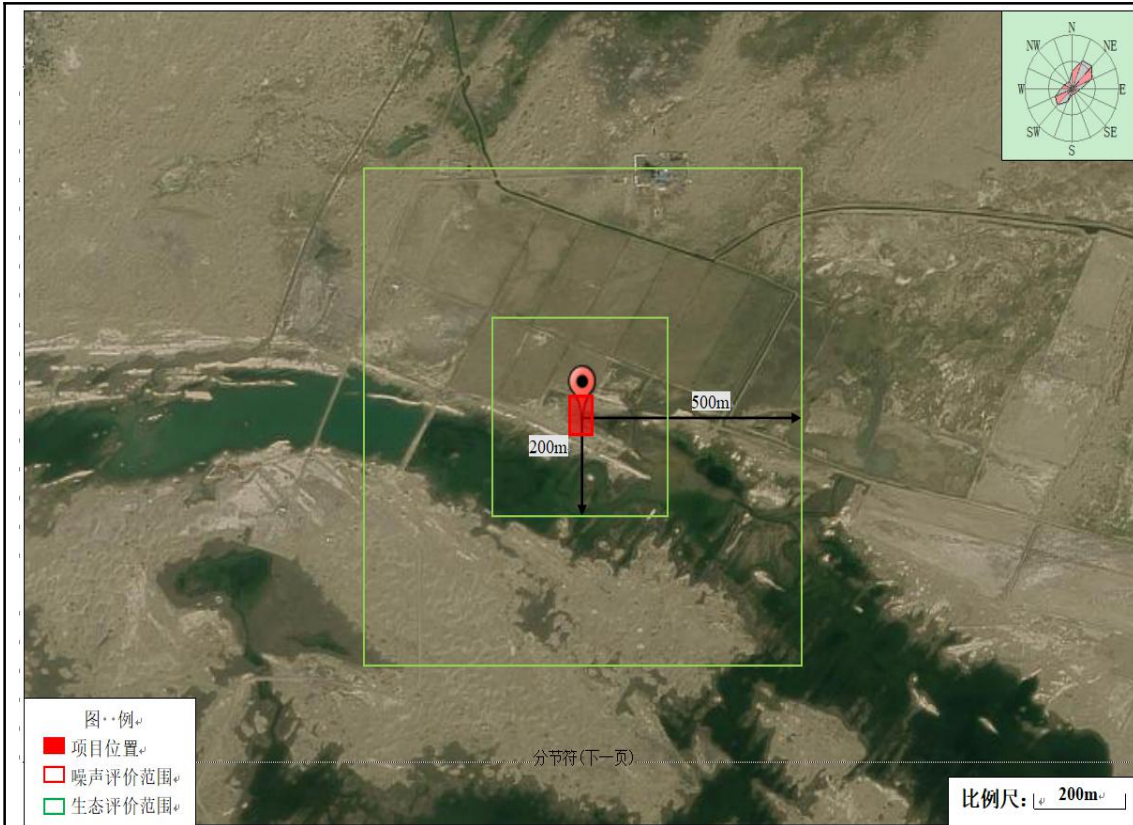 N
NW
NE
W
E
SW
SE
S
500m
200m
图··例
项目位置
噪声评价范围
生态评价范围
分节符(下一页)
比例尺： 200m